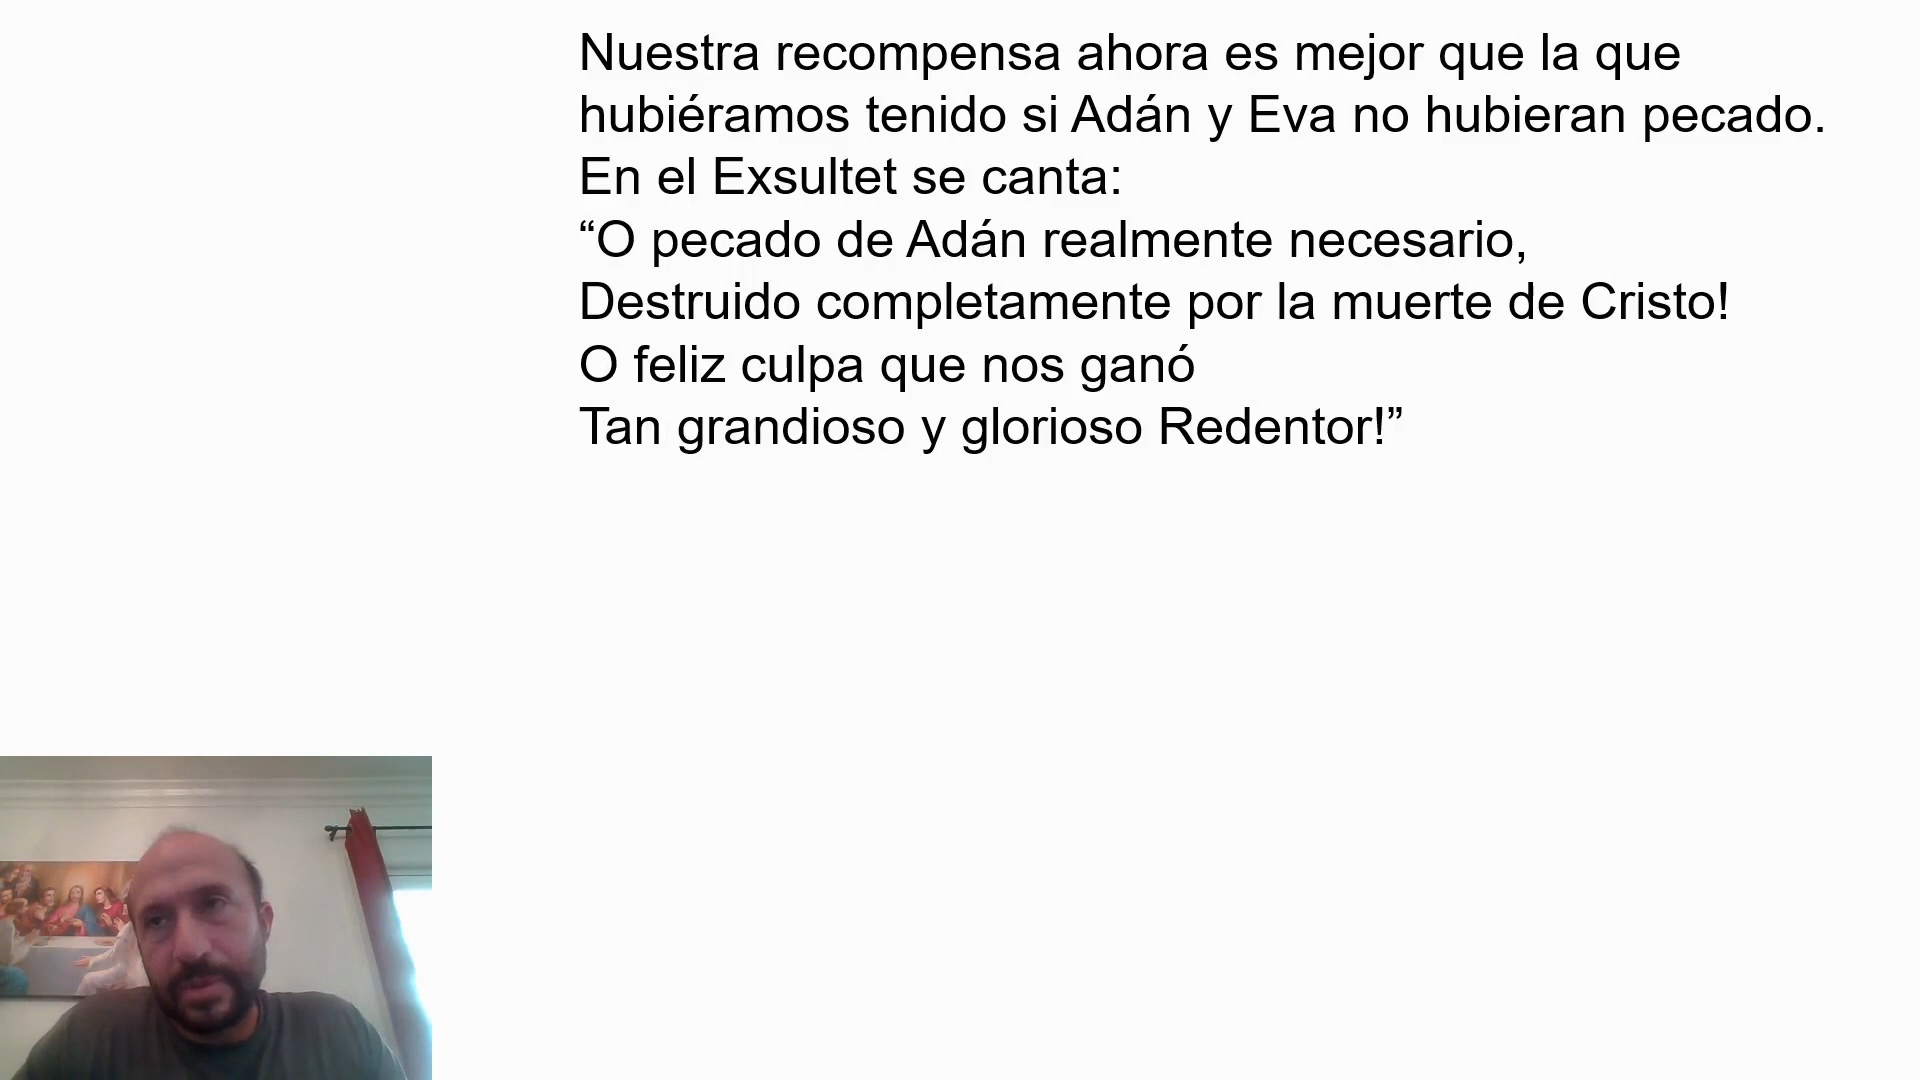 Nuestra recompensa ahora es mejor que la que
hubiéramos tenido si Adán y Eva no hubieran pecado.
En el Exsultet se canta:
“O pecado de Adán realmente necesario,
Destruido completamente por la muerte de Cristo!
O feliz culpa que nos ganó
Tan grandioso y glorioso Redentor!”